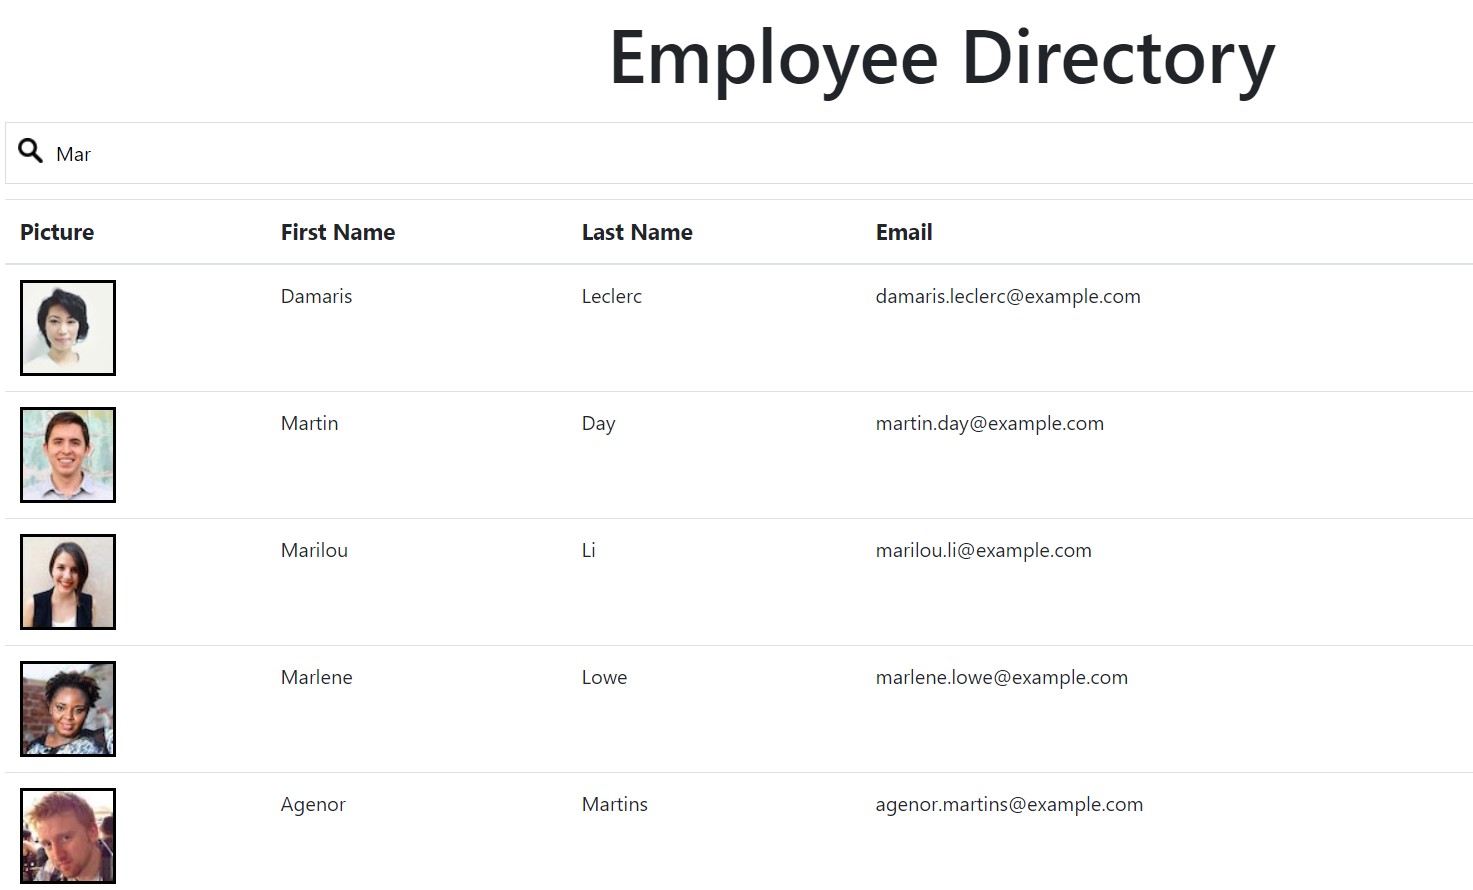 Employee Directory
Mar
Picture First Name Last Name Email
Damaris Leclerc damaris.leclerc@example.com
Martin Day martin.day@example.com
Marilou Li marilou.li@example.com
Marlene Lowe marlene.lowe@example.com
Agenor Martins agenor.martins@example.com